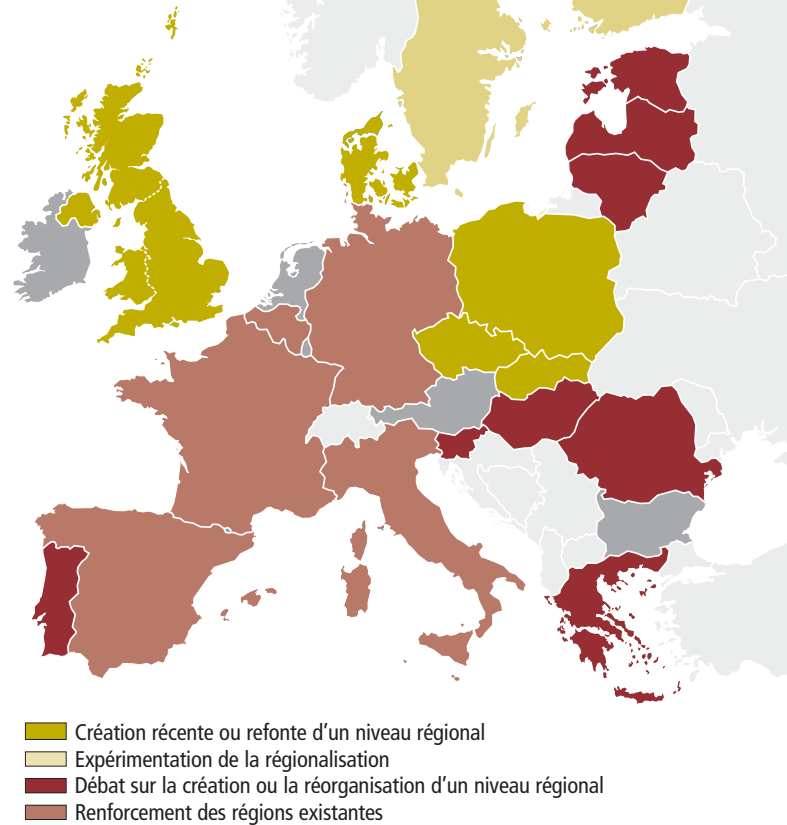 Création récente ou refonte d’un niveau régional
Expérimentation de la régionalisation
Débat sur la création ou la réorganisation d’un niveau régional
Renforcement des régions existantes